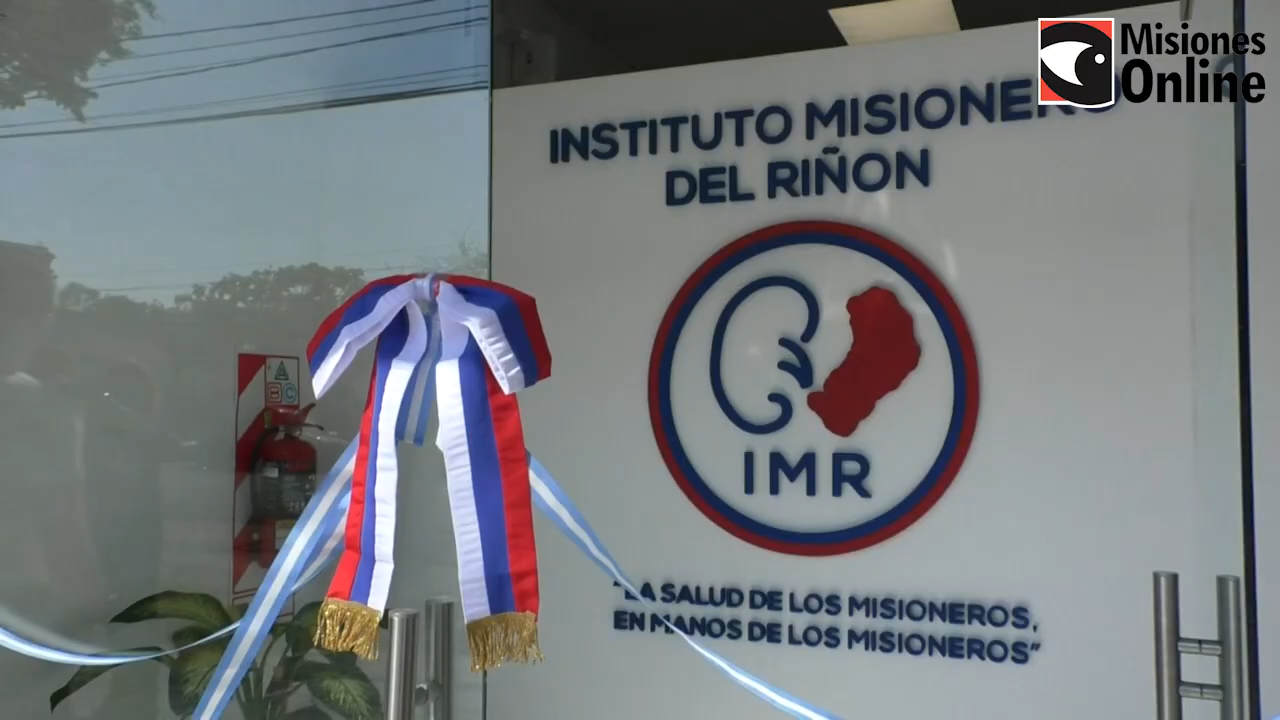 Misiones
Online
INSTITUTO MISIONERO
DEL RIÑON
IMR
"LA SALUD DE LOS MISIONEROS,
EN MANOS DE LOS MISIONEROS"
A
B C